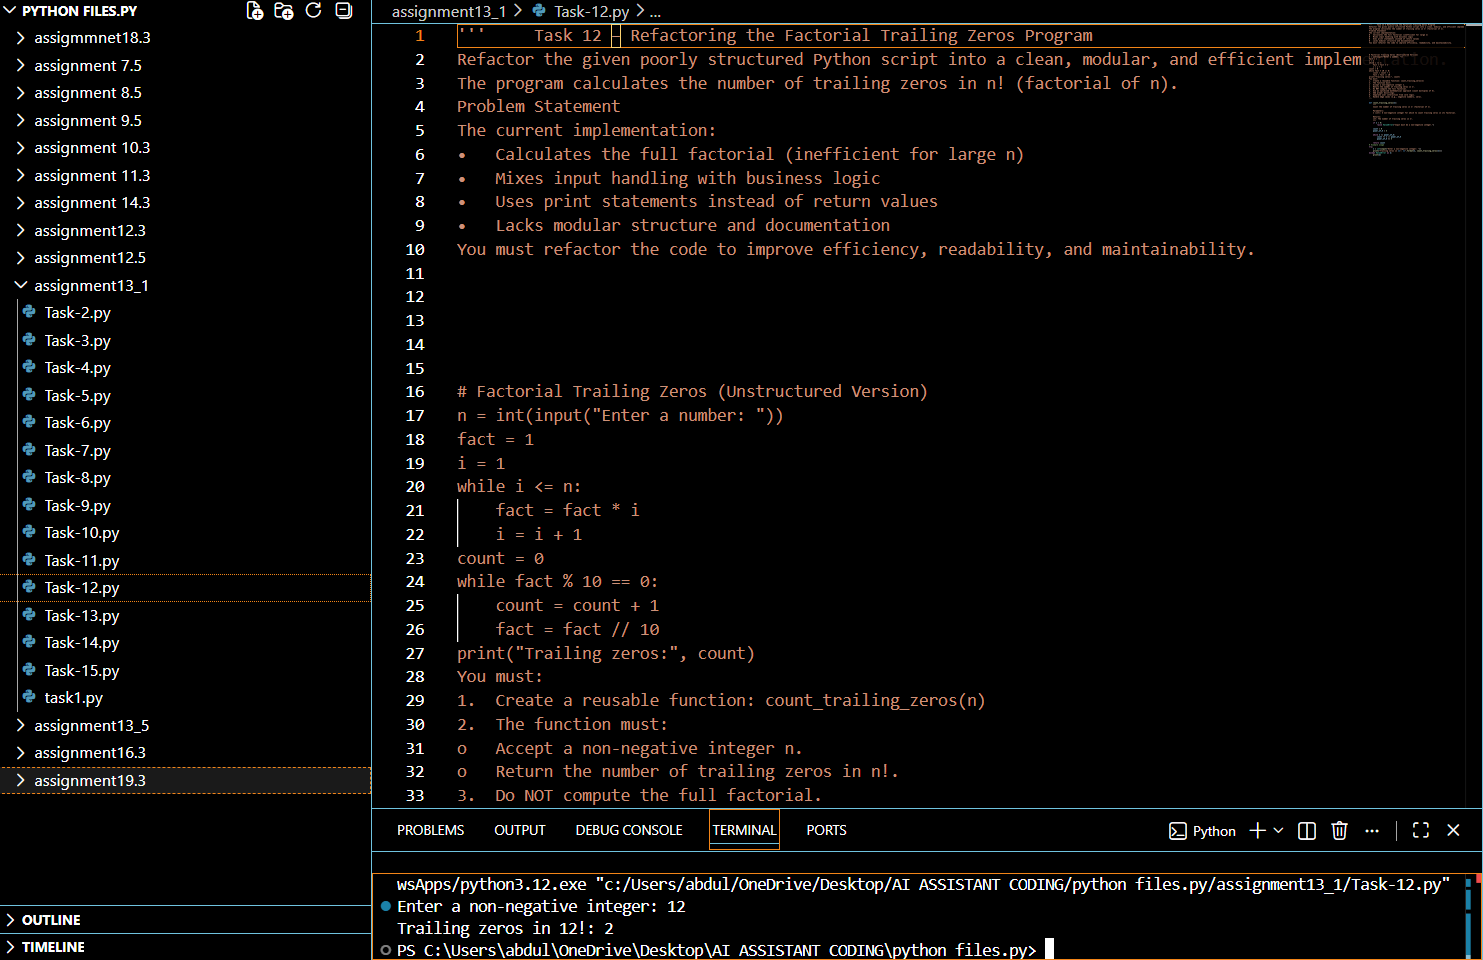 PYTHON FILES.PY
assigmmnet18.3
assignment 7.5
assignment 8.5
assignment 9.5
assignment 10.3
assignment 11.3
assignment 14.3
assignment12.3
assignment12.5
assignment13_1
Task-2.py
Task-3.py
Task-4.py
Task-5.py
Task-6.py
Task-7.py
Task-8.py
Task-9.py
Task-10.py
Task-11.py
Task-12.py
Task-13.py
Task-14.py
Task-15.py
task1.py
assignment13_5
assignment16.3
assignment19.3
OUTLINE
TIMELINE
assignment13_1 > Task-12.py > ...
1 ''' Task 12 – Refactoring the Factorial Trailing Zeros Program
2 Refactor the given poorly structured Python script into a clean, modular, and efficient implementation.
3 The program calculates the number of trailing zeros in n! (factorial of n).
4 Problem Statement
5 The current implementation:
6 • Calculates the full factorial (inefficient for large n)
7 • Mixes input handling with business logic
8 • Uses print statements instead of return values
9 • Lacks modular structure and documentation
10 You must refactor the code to improve efficiency, readability, and maintainability.
11
12
13
14
15
16 # Factorial Trailing Zeros (Unstructured Version)
17 n = int(input("Enter a number: "))
18 fact = 1
19 i = 1
20 while i <= n:
21 fact = fact * i
22 i = i + 1
23 count = 0
24 while fact % 10 == 0:
25 count = count + 1
26 fact = fact // 10
27 print("Trailing zeros:", count)
28 You must:
29 1. Create a reusable function: count_trailing_zeros(n)
30 2. The function must:
31 o Accept a non-negative integer n.
32 o Return the number of trailing zeros in n!.
33 3. Do NOT compute the full factorial.
PROBLEMS OUTPUT DEBUG CONSOLE TERMINAL PORTS
Python
wsApps/python3.12.exe "c:/Users/abdul/OneDrive/Desktop/AI ASSISTANT CODING/python files.py/assignment13_1/Task-12.py"
Enter a non-negative integer: 12
Trailing zeros in 12!: 2
PS C:\Users\abdul\OneDrive\Desktop\AI ASSISTANT CODING\python files.py>